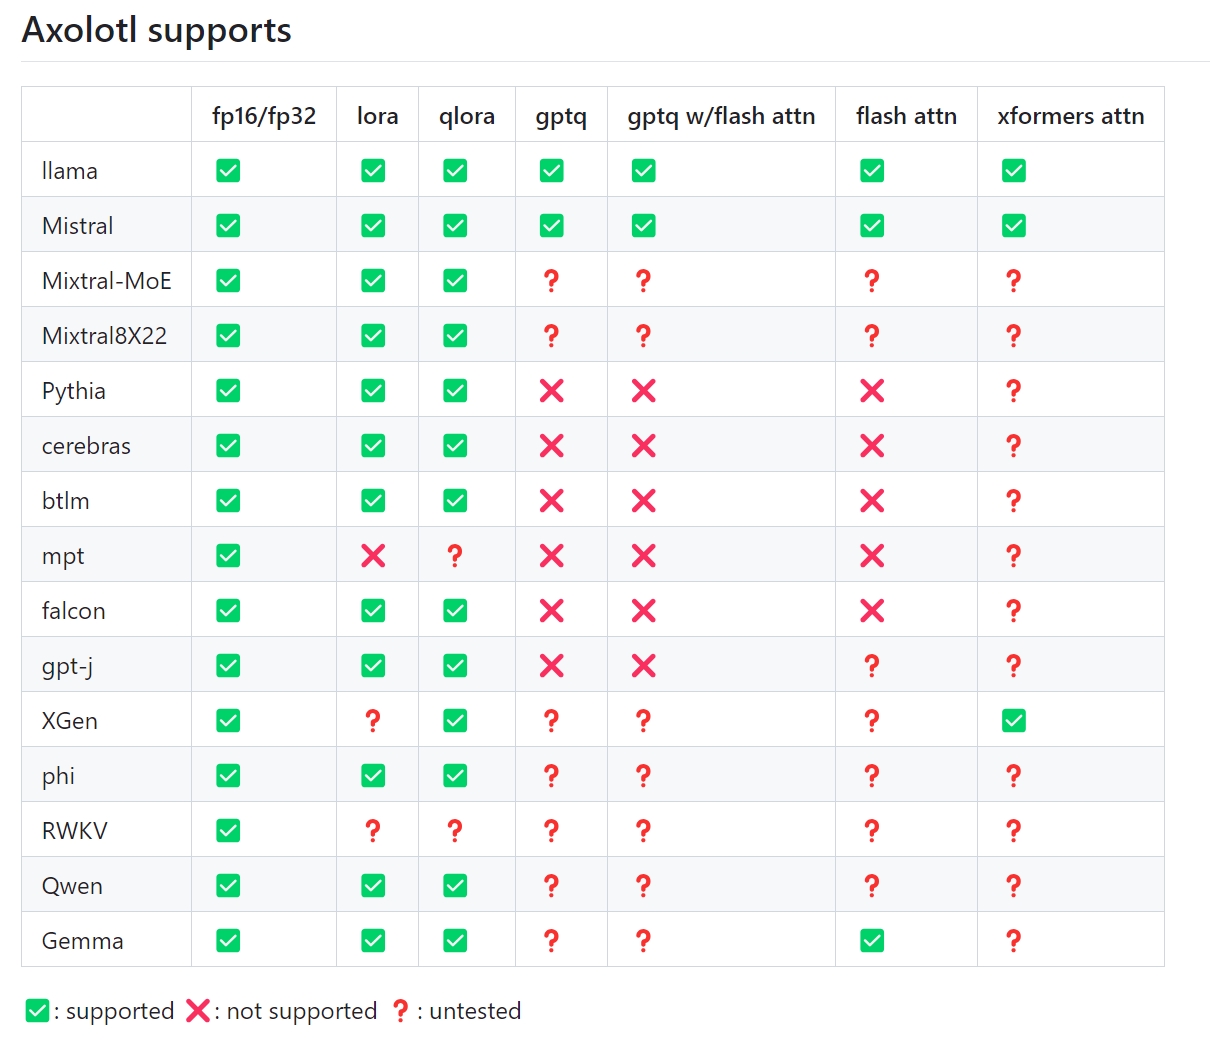 Axolotl supports
fp16/fp32 lora qlora gptq gptq w/flash attn flash attn xformers attn
llama ✅ ✅ ✅ ✅ ✅ ✅ ✅
Mistral ✅ ✅ ✅ ✅ ✅ ✅ ✅
Mixtral-MoE ✅ ✅ ✅ ❓ ❓ ❓ ❓
Mixtral8X22 ✅ ✅ ✅ ❓ ❓ ❓ ❓
Pythia ✅ ✅ ✅ ❌ ❌ ❌ ❓
cerebras ✅ ✅ ✅ ❌ ❌ ❌ ❓
btlm ✅ ✅ ✅ ❌ ❌ ❌ ❓
mpt ✅ ❌ ❓ ❌ ❌ ❌ ❓
falcon ✅ ✅ ✅ ❌ ❌ ❌ ❓
gpt-j ✅ ✅ ✅ ❌ ❌ ❓ ❓
XGen ✅ ❓ ✅ ❓ ❓ ❓ ✅
phi ✅ ✅ ✅ ❓ ❓ ❓ ❓
RWKV ✅ ❓ ❓ ❓ ❓ ❓ ❓
Qwen ✅ ✅ ✅ ❓ ❓ ❓ ❓
Gemma ✅ ✅ ✅ ❓ ❓ ✅ ❓
✅: supported ❌: not supported ❓: untested